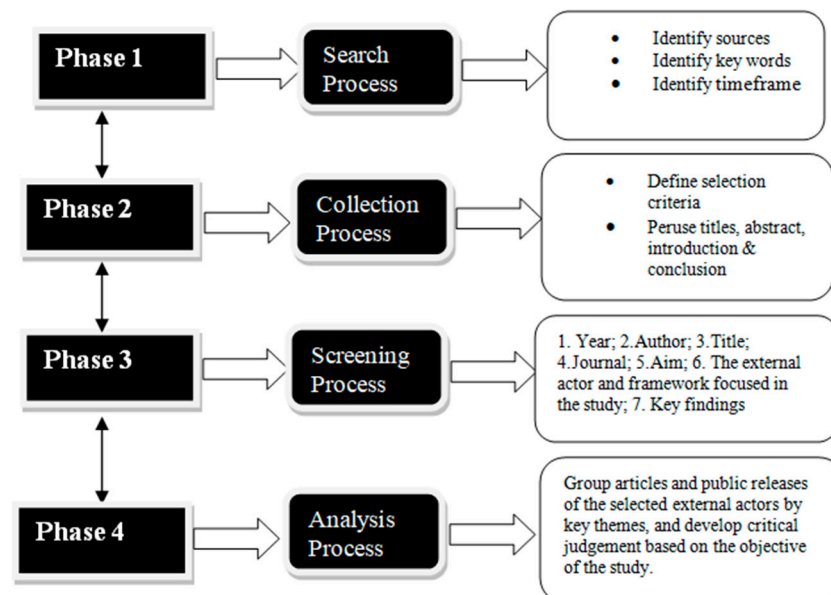 Phase 1
Search
Process
• Identify sources
• Identify key words
• Identify timeframe
Phase 2
Collection
Process
• Define selection
criteria
• Peruse titles, abstract,
introduction &
conclusion
Phase 3
Screening
Process
1. Year; 2.Author; 3.Title;
4.Journal; 5.Aim; 6. The external
actor and framework focused in
the study; 7. Key findings
Phase 4
Analysis
Process
Group articles and public releases
of the selected external actors by
key themes, and develop critical
judgement based on the objective
of the study.